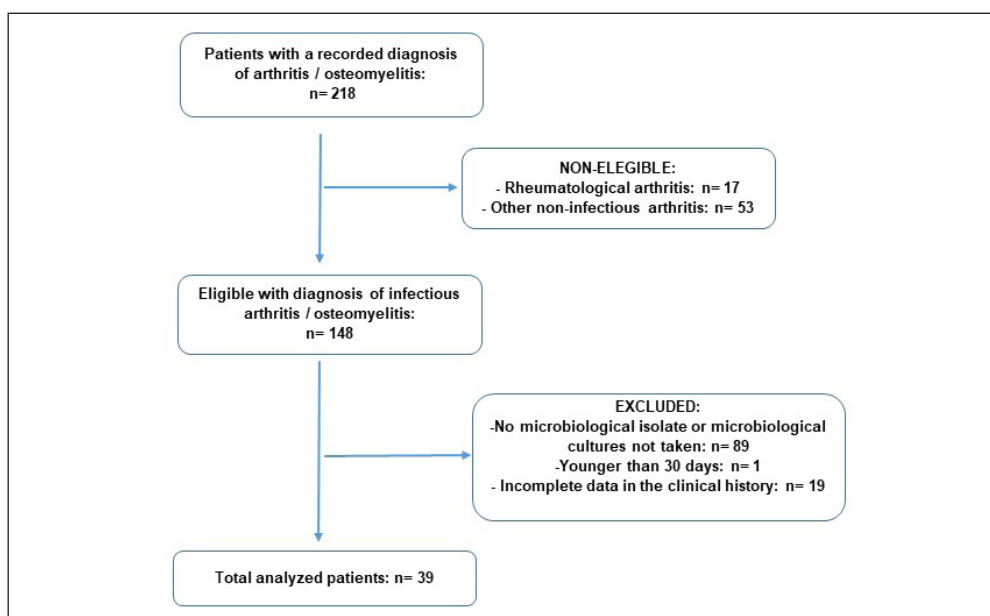 Patients with a recorded diagnosis
of arthritis / osteomyelitis:
n= 218
NON-ELEGIBLE:
- Rheumatological arthritis: n= 17
- Other non-infectious arthritis: n= 53
Eligible with diagnosis of infectious
arthritis / osteomyelitis:
n= 148
EXCLUDED:
-No microbiological isolate or microbiological
cultures not taken: n= 89
-Younger than 30 days: n= 1
- Incomplete data in the clinical history: n= 19
Total analyzed patients: n= 39